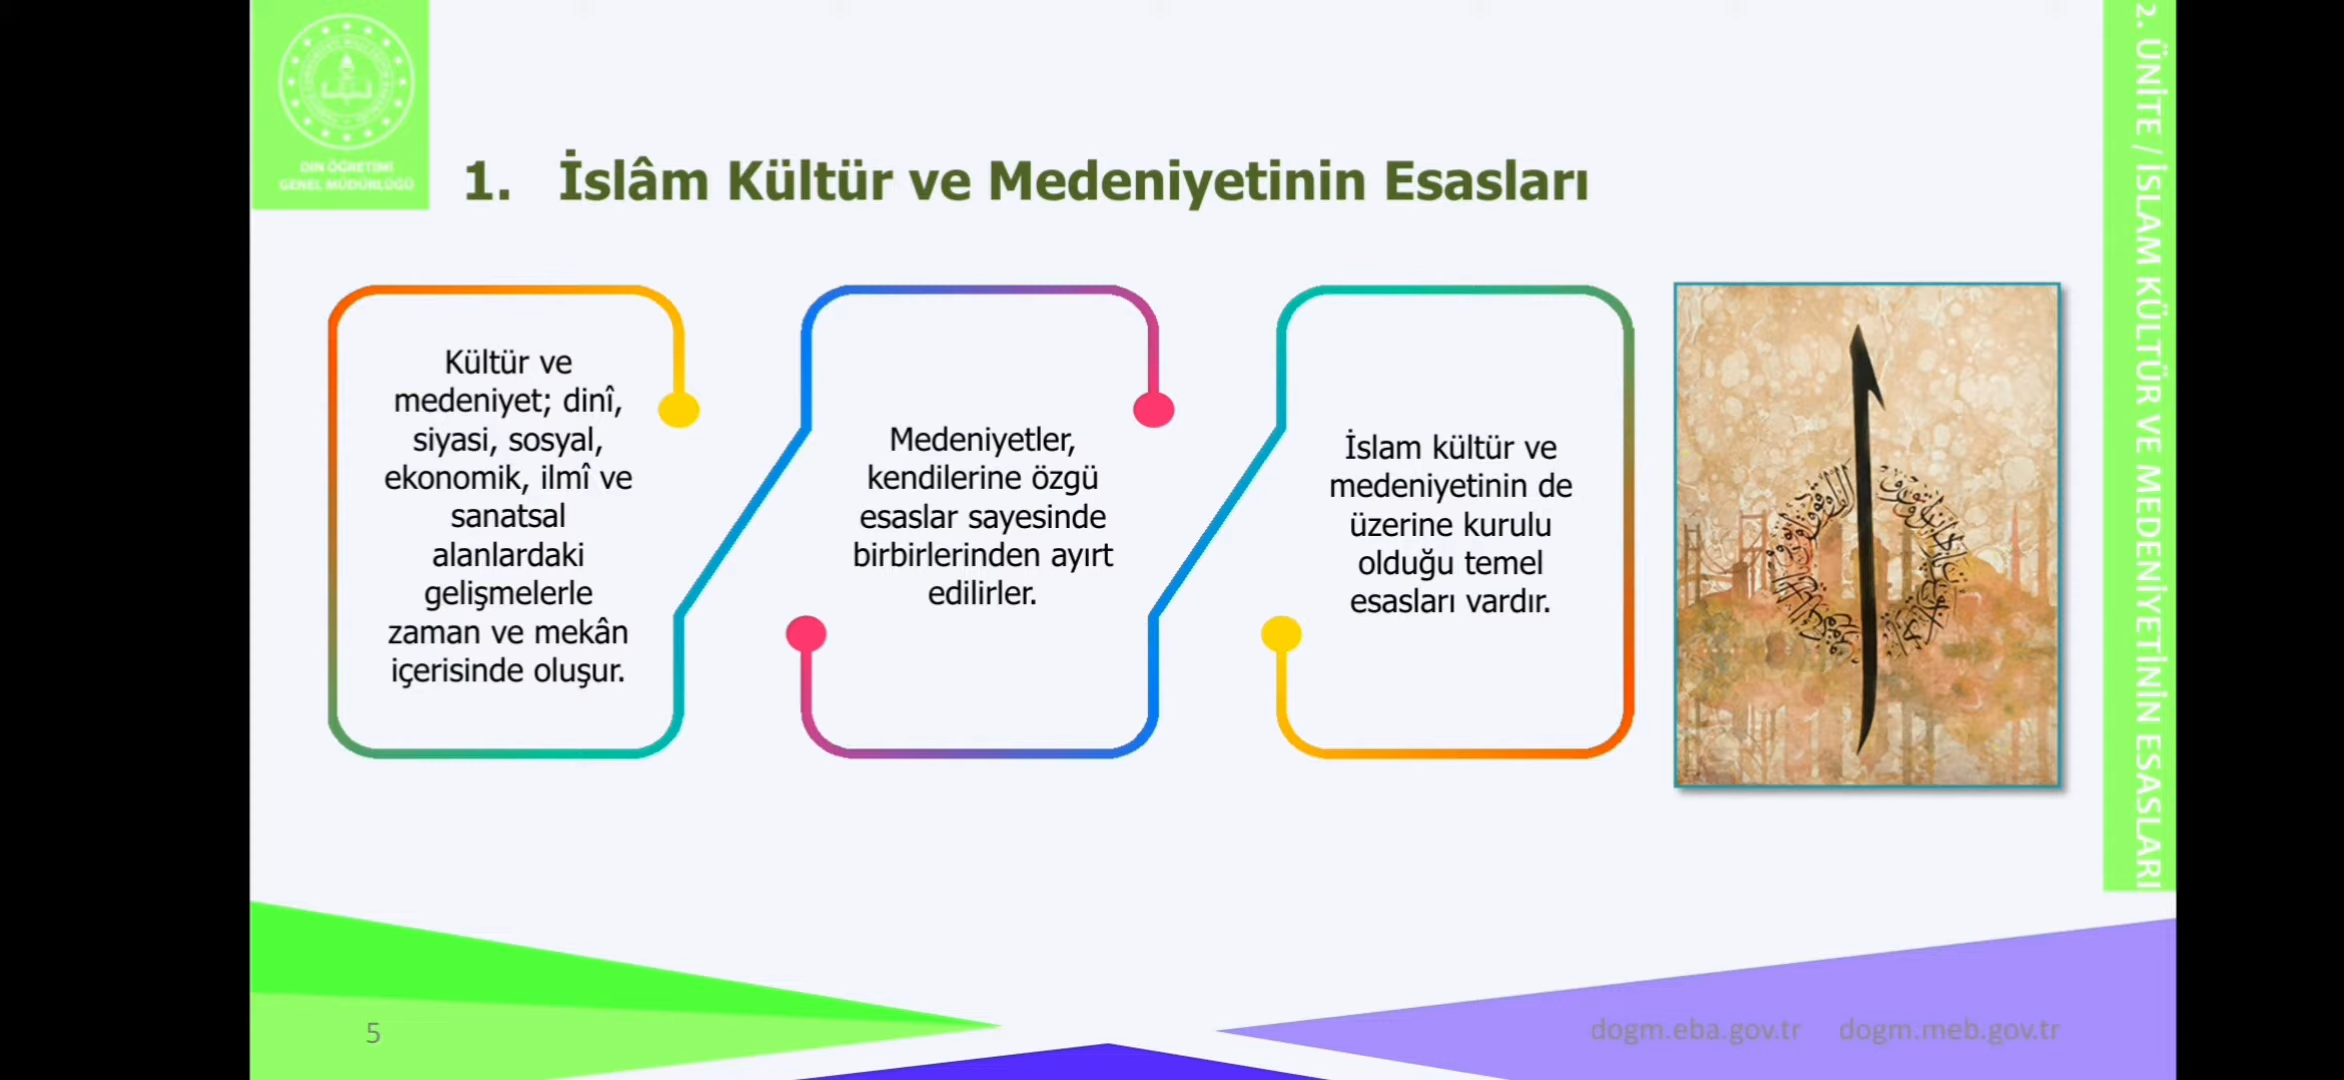 DİN ÖĞRETİMİ
GENEL MÜDÜRLÜĞÜ
1. İslâm Kültür ve Medeniyetinin Esasları
Kültür ve
medeniyet; dinî,
siyasi, sosyal,
ekonomik, ilmî ve
sanatsal
alanlardaki
gelişmelerle
zaman ve mekân
içerisinde oluşur.
Medeniyetler,
kendilerine özgü
esaslar sayesinde
birbirlerinden ayırt
edilirler.
İslam kültür ve
medeniyetinin de
üzerine kurulu
olduğu temel
esasları vardır.
2. ÜNİTE / İSLAM KÜLTÜR VE MEDENİYETİNİN ESASLARI
5
dogm.eba.gov.tr dogm.meb.gov.tr